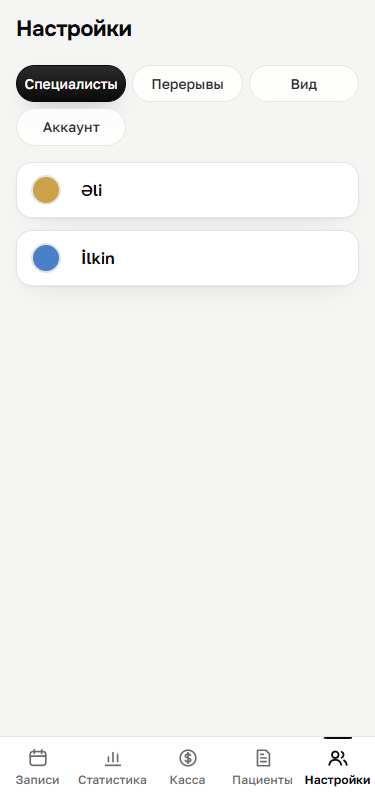 Настройки
Специалисты Перерывы Вид
Аккаунт
Əli
İlkin
Записи Статистика Касса Пациенты Настройки